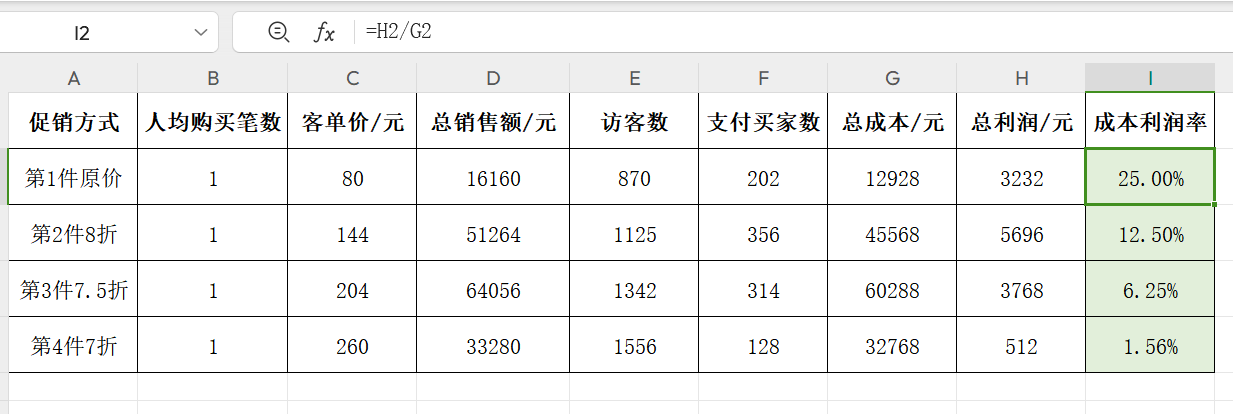 I2 fx =H2/G2
A B C D E F G H I
促销方式 人均购买笔数 客单价/元 总销售额/元 访客数 支付买家数 总成本/元 总利润/元 成本利润率
第1件原价 1 80 16160 870 202 12928 3232 25.00%
第2件8折 1 144 51264 1125 356 45568 5696 12.50%
第3件7.5折 1 204 64056 1342 314 60288 3768 6.25%
第4件7折 1 260 33280 1556 128 32768 512 1.56%